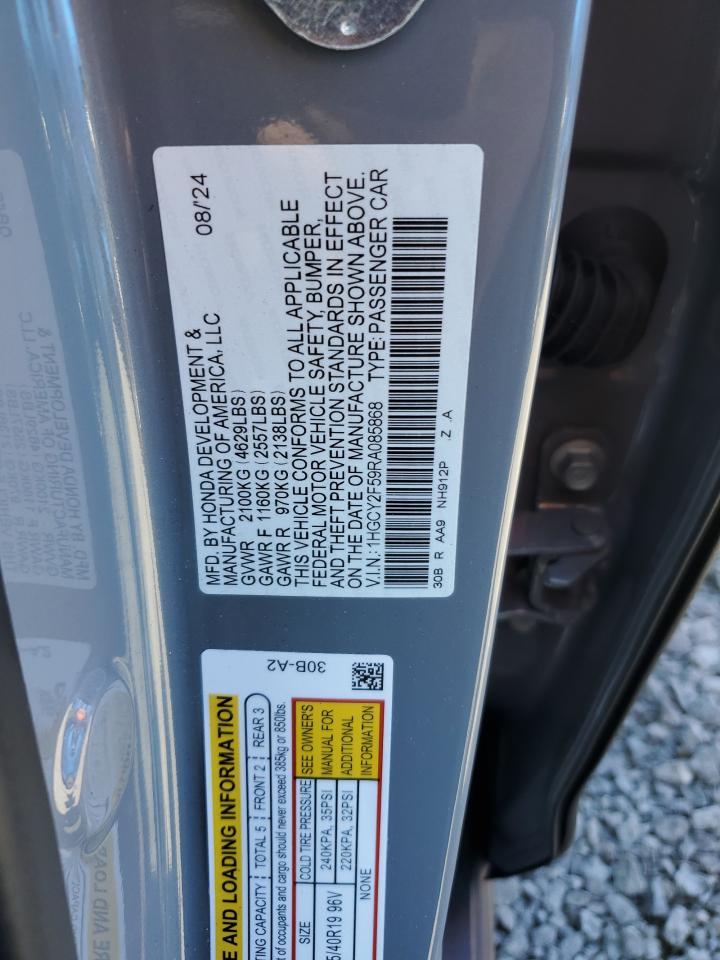 MFD. BY HONDA DEVELOPMENT & 08/'24
MANUFACTURING OF AMERICA, LLC
GVWR 2100KG (4629LBS)
GAWR F 1160KG (2557LBS)
GAWR R 970KG (2138LBS)
THIS VEHICLE CONFORMS TO ALL APPLICABLE
FEDERAL MOTOR VEHICLE SAFETY, BUMPER,
AND THEFT PREVENTION STANDARDS IN EFFECT
ON THE DATE OF MANUFACTURE SHOWN ABOVE.
V.I.N.:1HGCY2F59RA085868 TYPE:PASSENGER CAR
30B R AA9 NH912P .Z .A
30B-A2
E AND LOADING INFORMATION
TING CAPACITY TOTAL 5 FRONT 2 REAR 3
of occupants and cargo should never exceed 385kg or 850lbs.
SIZE COLD TIRE PRESSURE SEE OWNER'S
240KPA, 35PSI MANUAL FOR
5/40R19 96V 220KPA, 32PSI ADDITIONAL
NONE INFORMATION